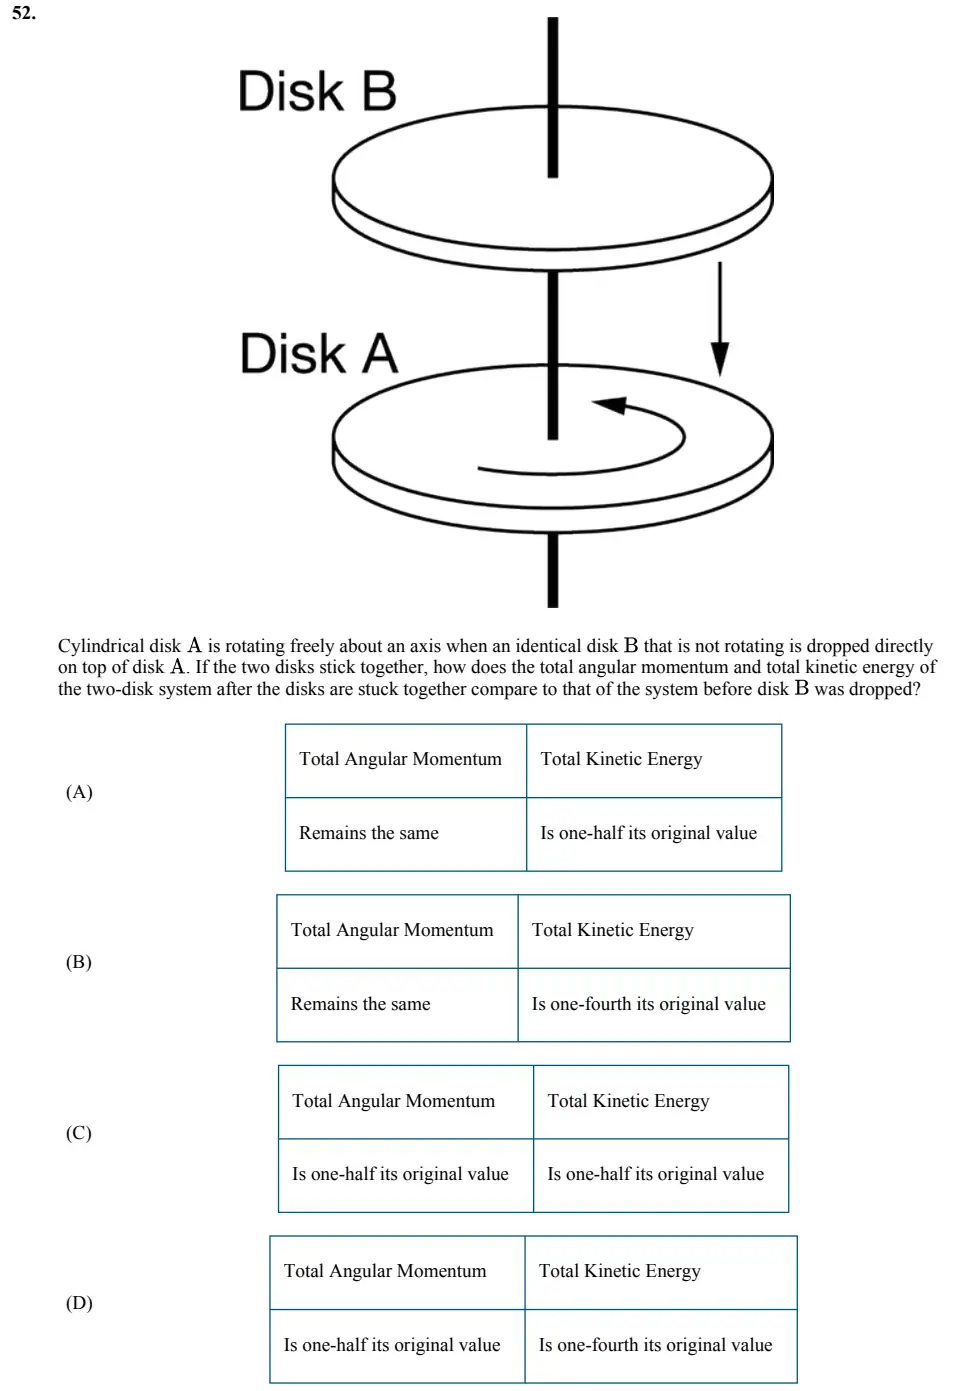 52.
Disk B
Disk A
Cylindrical disk A is rotating freely about an axis when an identical disk B that is not rotating is dropped directly
on top of disk A. If the two disks stick together, how does the total angular momentum and total kinetic energy of
the two-disk system after the disks are stuck together compare to that of the system before disk B was dropped?
(A)
Total Angular Momentum Total Kinetic Energy
Remains the same Is one-half its original value
(B)
Total Angular Momentum Total Kinetic Energy
Remains the same Is one-fourth its original value
(C)
Total Angular Momentum Total Kinetic Energy
Is one-half its original value Is one-half its original value
(D)
Total Angular Momentum Total Kinetic Energy
Is one-half its original value Is one-fourth its original value